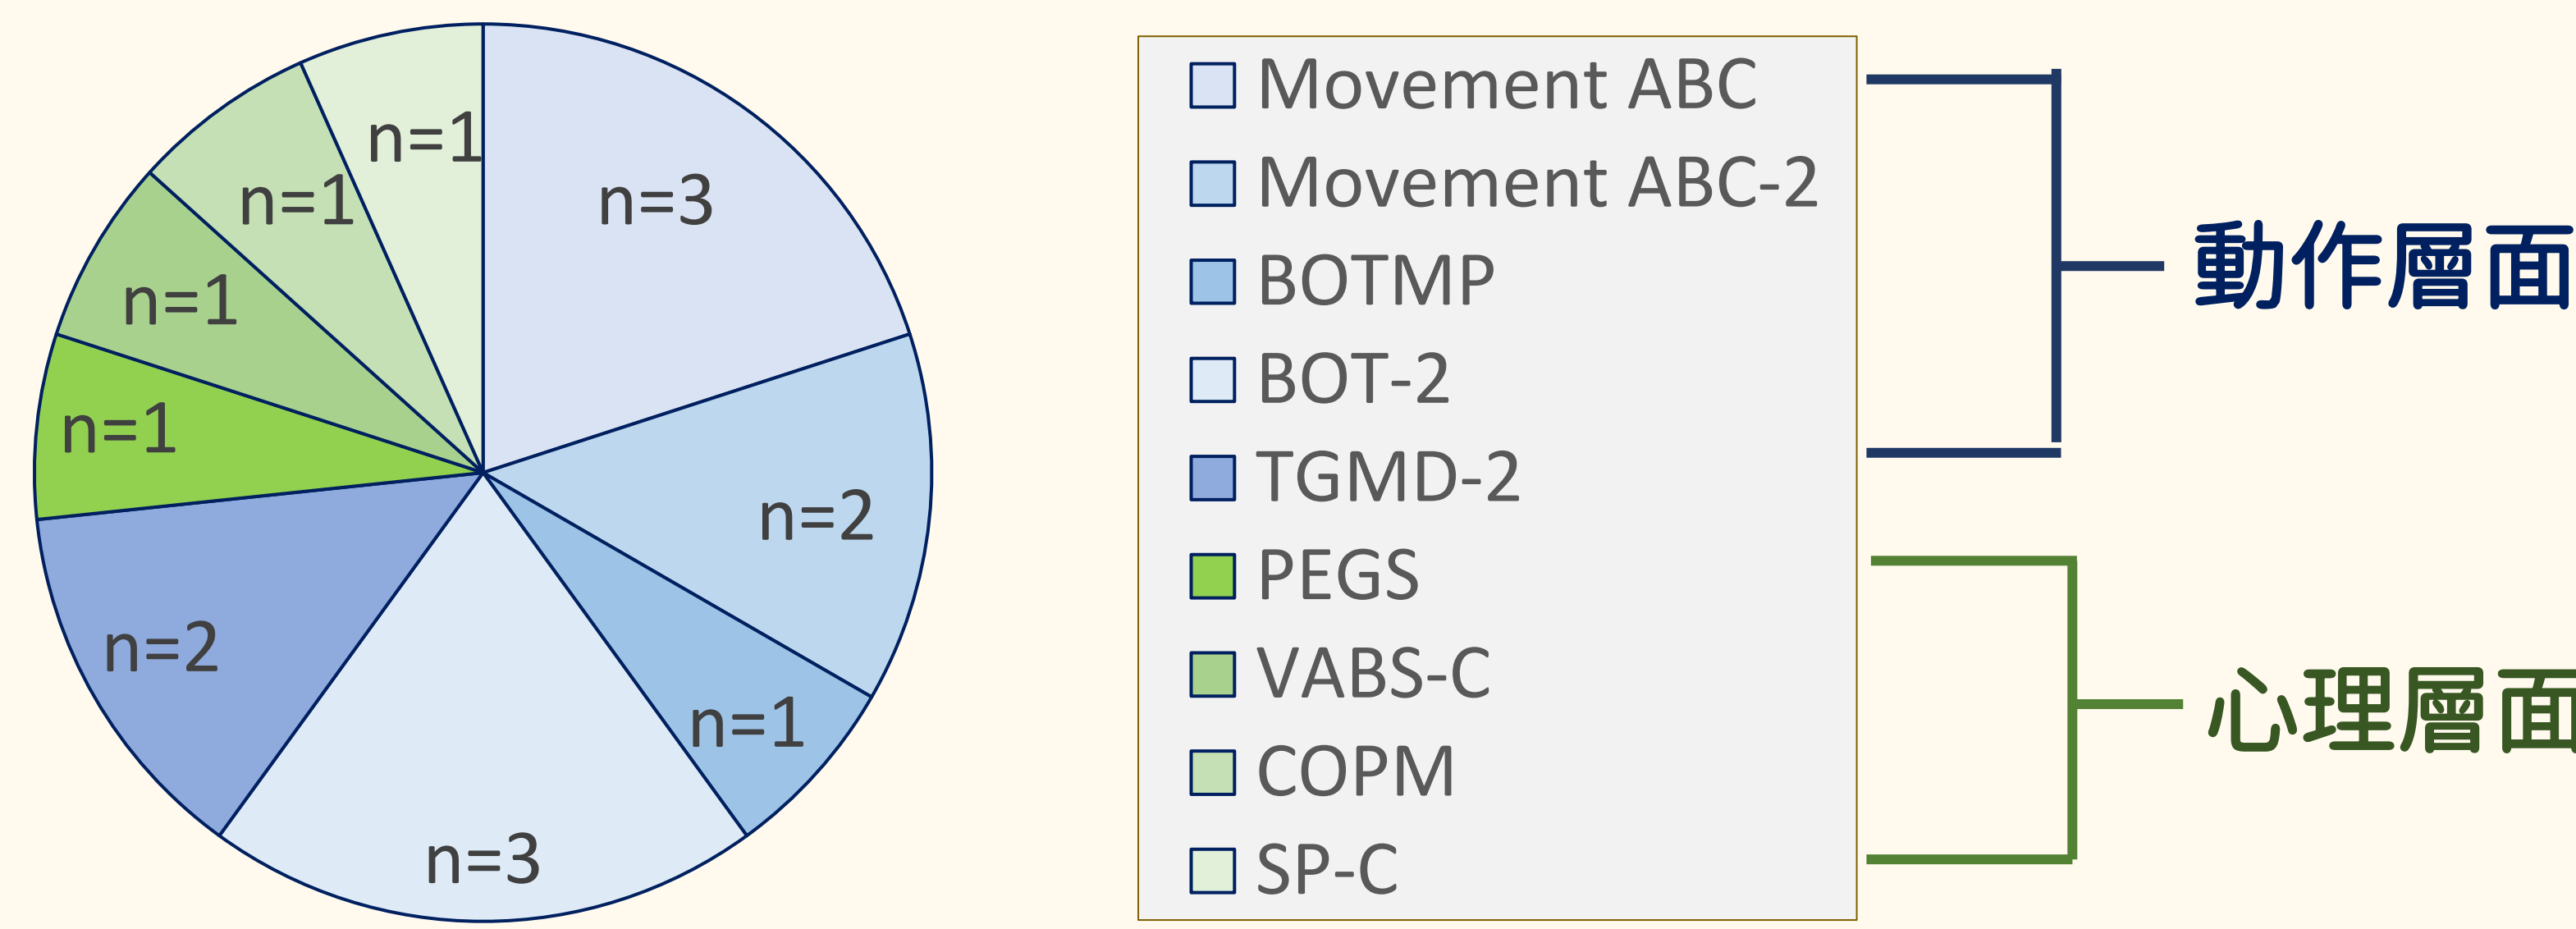 n=3
n=2
n=1
n=3
n=2
n=1
n=1
n=1
n=1
Movement ABC
Movement ABC-2
BOTMP
BOT-2
TGMD-2
PEGS
VABS-C
COPM
SP-C
動作層面
心理層面